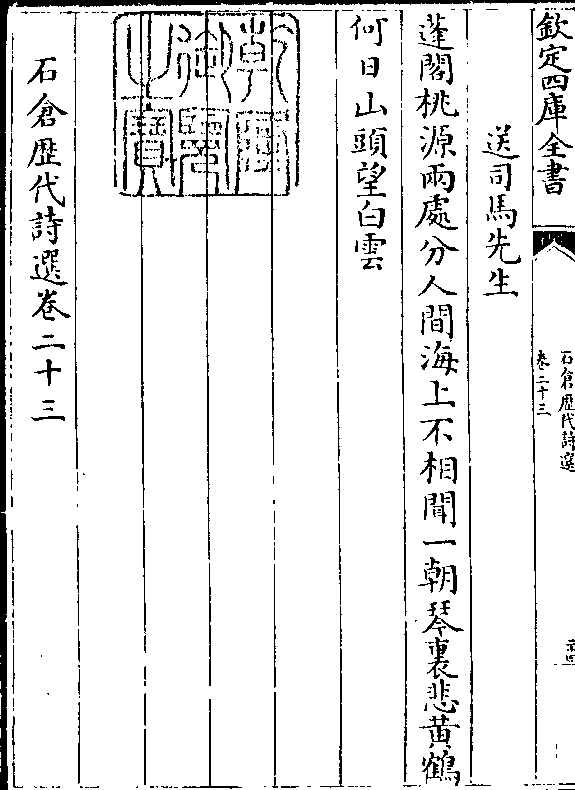 欽定四庫全書
石倉歴代詩選
卷二十三
送司馬先生
蓬閣桃源兩處分人間海上不相聞一朝琴裏悲黃鶴
何日山頭望白雲
乾隆御覽之寶
石倉歴代詩選卷二十三